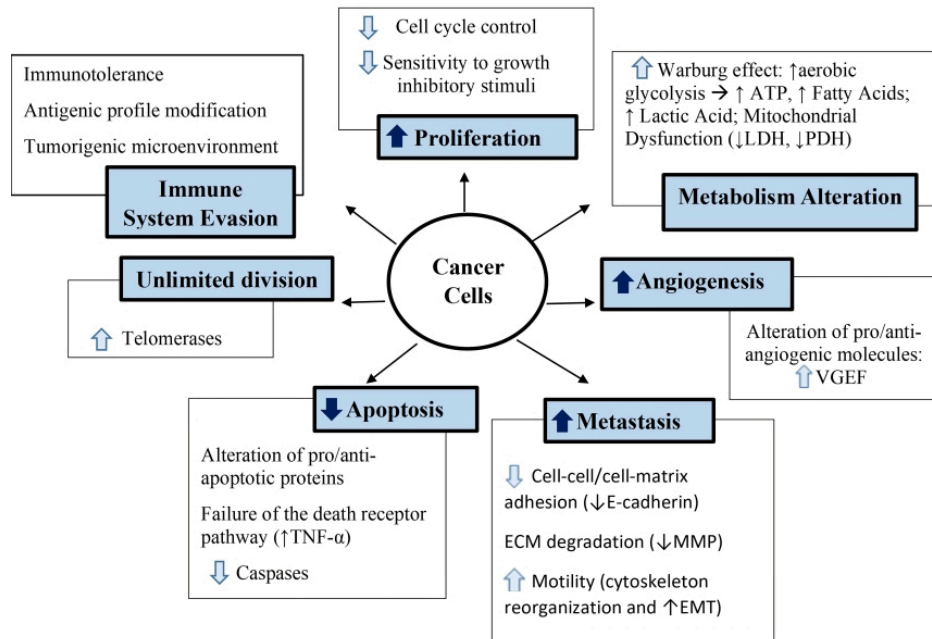 Cell cycle control
Sensitivity to growth
inhibitory stimuli
Proliferation
Immunotolerance
Antigenic profile modification
Tumorigenic microenvironment
Immune
System Evasion
Warburg effect: ↑aerobic
glycolysis → ↑ ATP, ↑ Fatty Acids;
↑ Lactic Acid; Mitochondrial
Dysfunction (↓LDH, ↓PDH)
Metabolism Alteration
Cancer
Cells
Unlimited division
Telomerases
Angiogenesis
Alteration of pro/anti-
angiogenic molecules:
VGEF
Apoptosis
Alteration of pro/anti-
apoptotic proteins
Failure of the death receptor
pathway (↑TNF-α)
Caspases
Metastasis
Cell-cell/cell-matrix
adhesion (↓E-cadherin)
ECM degradation (↓MMP)
Motility (cytoskeleton
reorganization and ↑EMT)